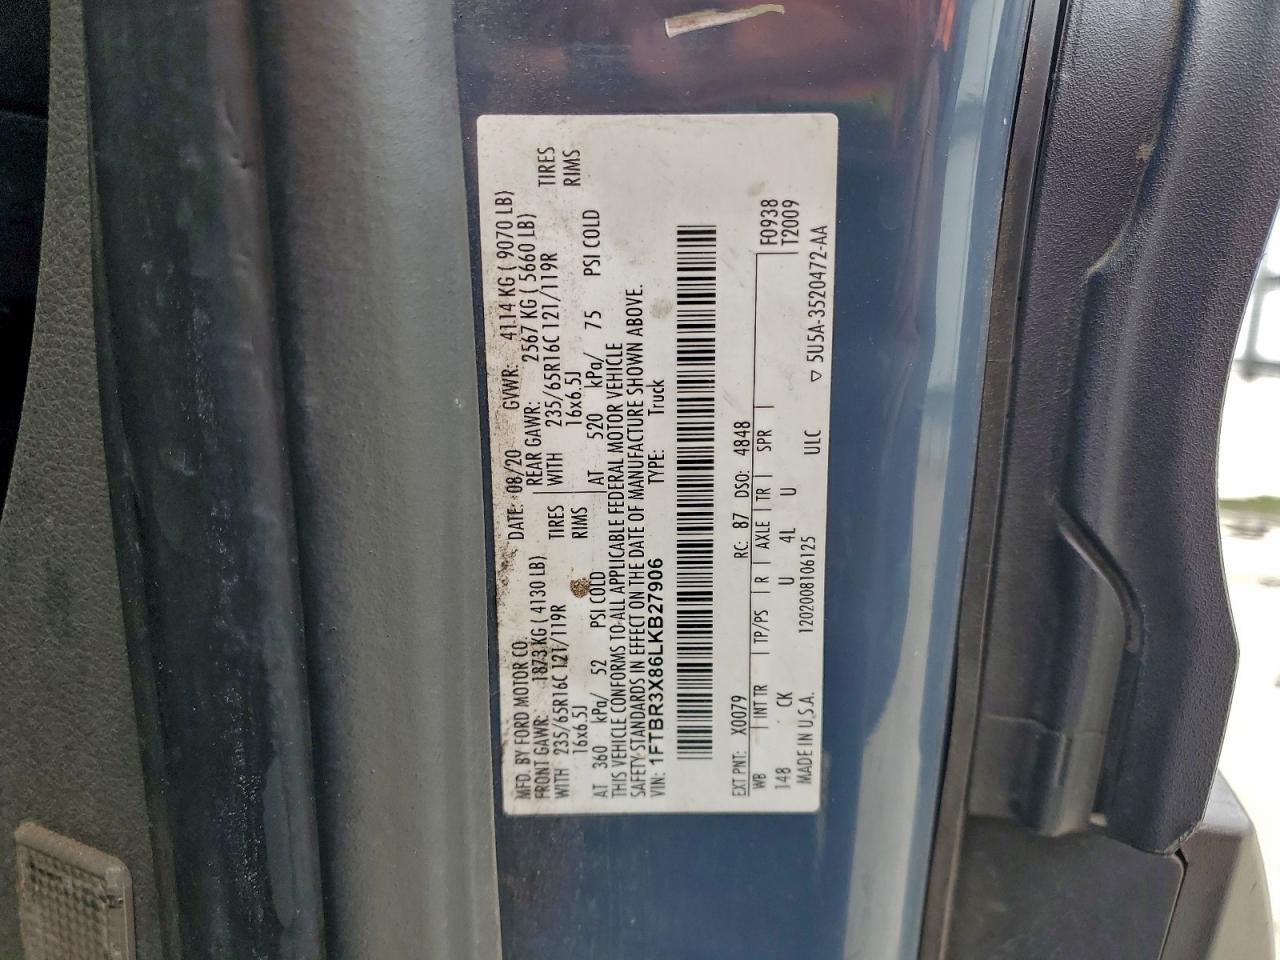 MFD. BY FORD MOTOR CO. DATE: 08/20 GVWR: 4114 KG ( 9070 LB)
FRONT GAWR: 1873 KG ( 4130 LB) REAR GAWR: 2567 KG ( 5660 LB)
WITH 235/65R16C 121/119R TIRES WITH 235/65R16C 121/119R TIRES
16x6.5J RIMS 16x6.5J RIMS
AT 360 kPa/ 52 PSI COLD AT 520 kPa/ 75 PSI COLD
THIS VEHICLE CONFORMS TO ALL APPLICABLE FEDERAL MOTOR VEHICLE
SAFETY STANDARDS IN EFFECT ON THE DATE OF MANUFACTURE SHOWN ABOVE.
VIN: 1FTBR3X86LKB27906 TYPE: Truck
EXT PNT: X0079 RC: 87 DSO: 4848
WB INT TR TP/PS R AXLE TR SPR F0938
148 CK U 4L U T2009
MADE IN U.S.A. 1202008106125 ULC ▽ 5U5A-3520472-AA